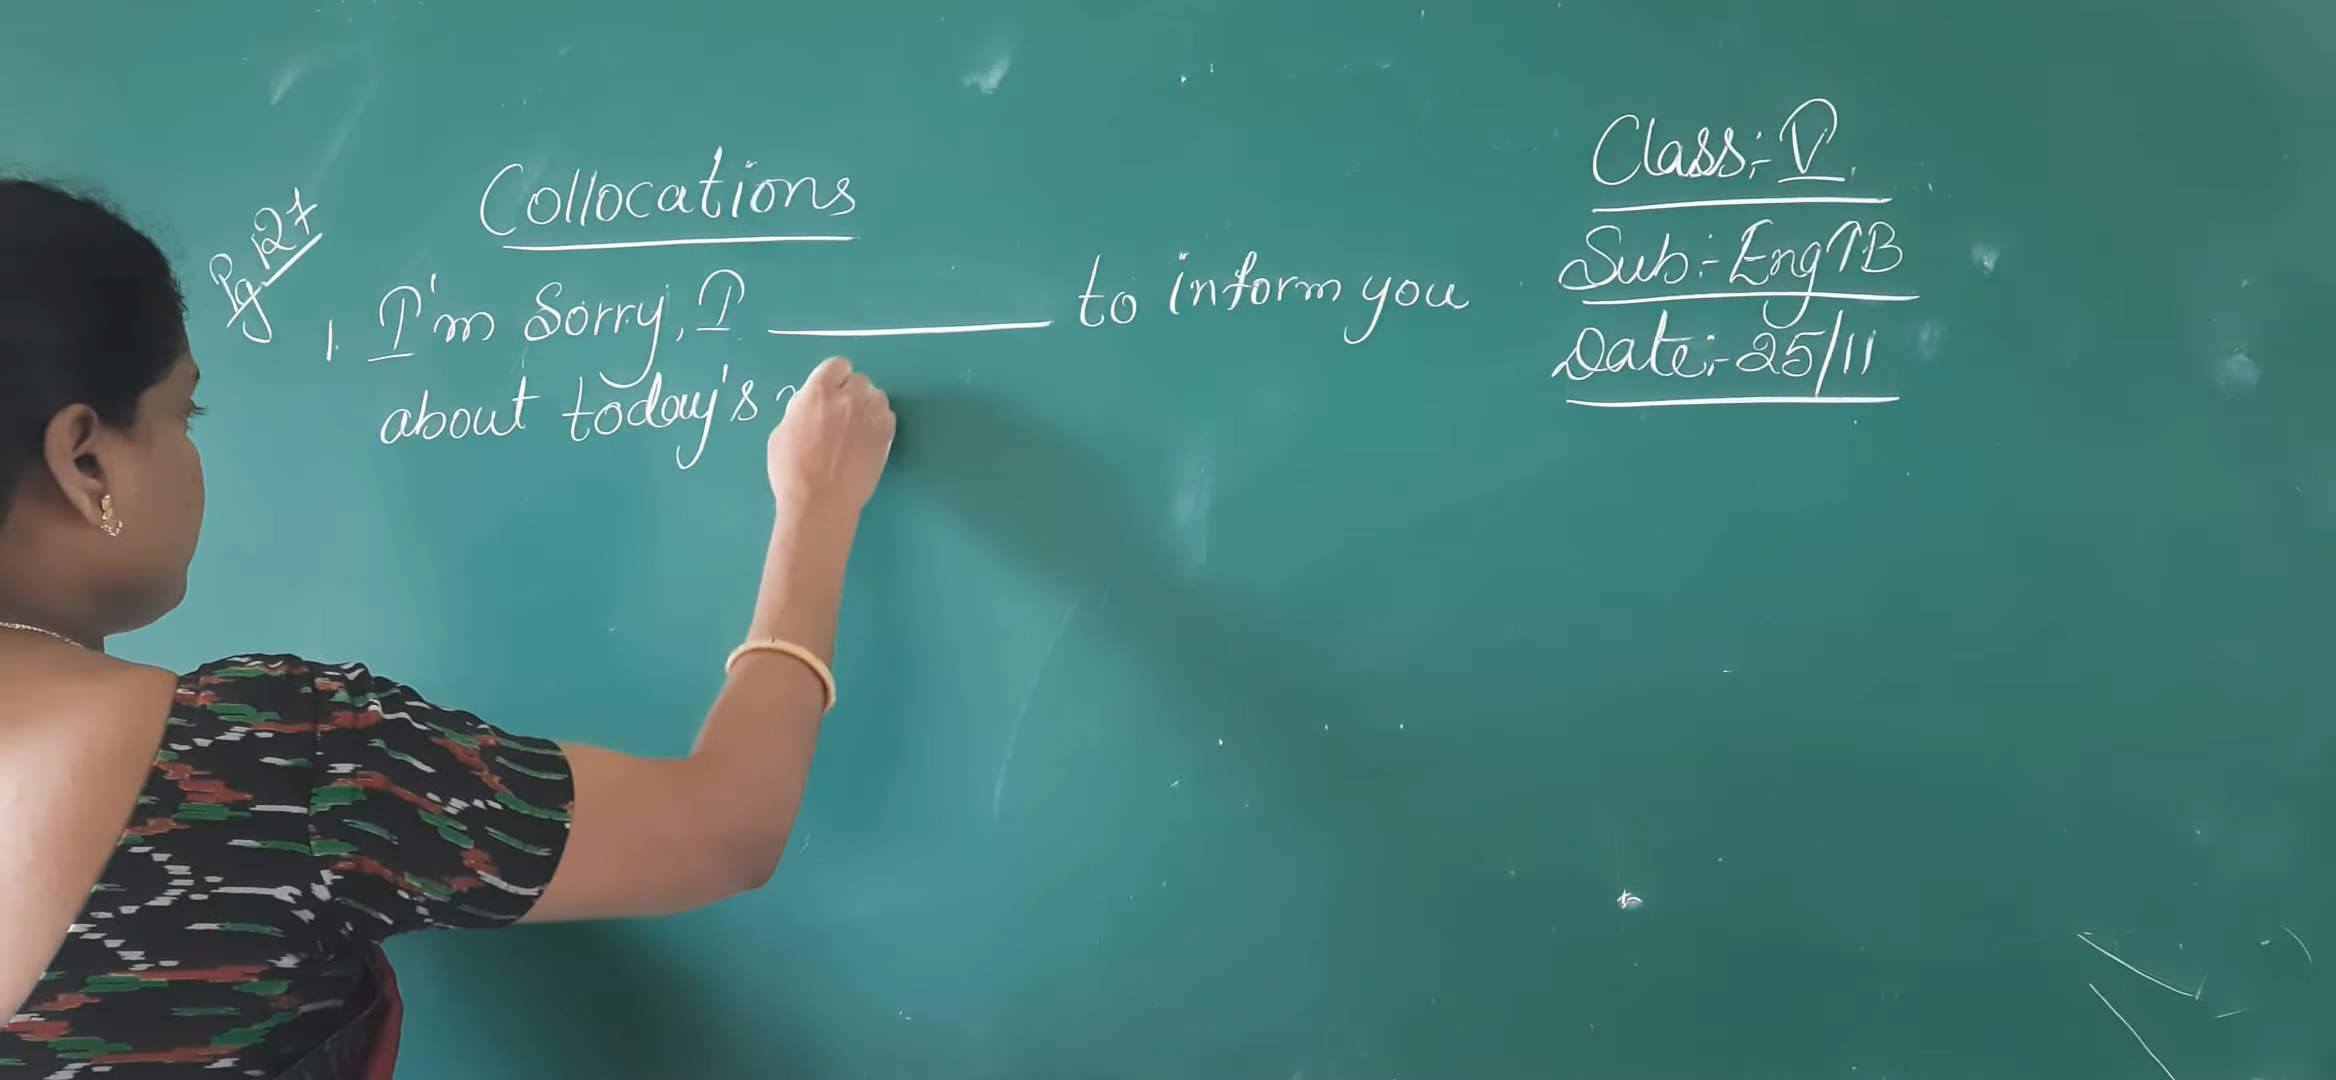 Pg 127
Collocations
1. I'm Sorry, I ________ to inform you
about today's
Class:- V.
Sub:- Eng TB
Date:- 25/11